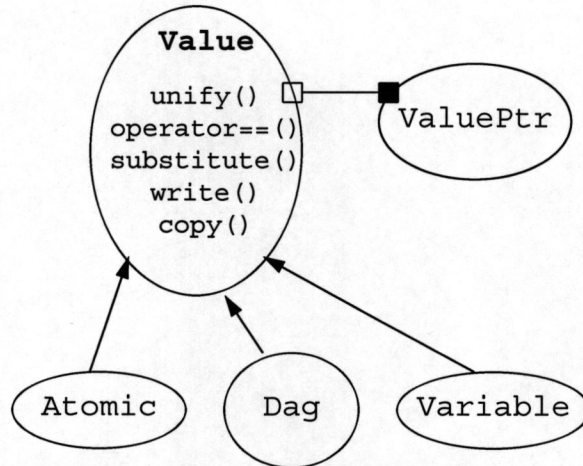 Value
unify()
operator==()
substitute()
write()
copy()
ValuePtr
Atomic
Dag
Variable